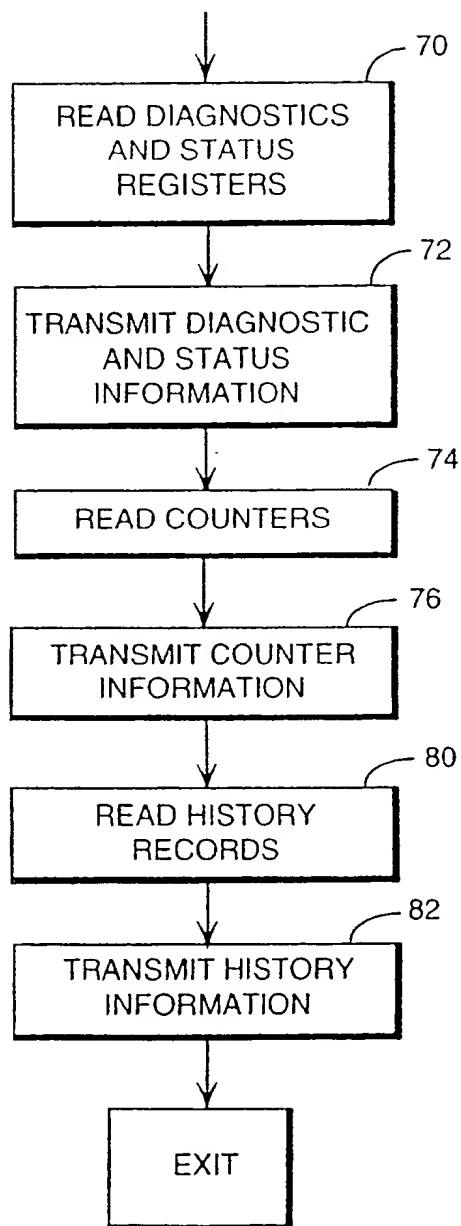 70
READ DIAGNOSTICS
AND STATUS
REGISTERS
72
TRANSMIT DIAGNOSTIC
AND STATUS
INFORMATION
74
READ COUNTERS
76
TRANSMIT COUNTER
INFORMATION
80
READ HISTORY
RECORDS
82
TRANSMIT HISTORY
INFORMATION
EXIT